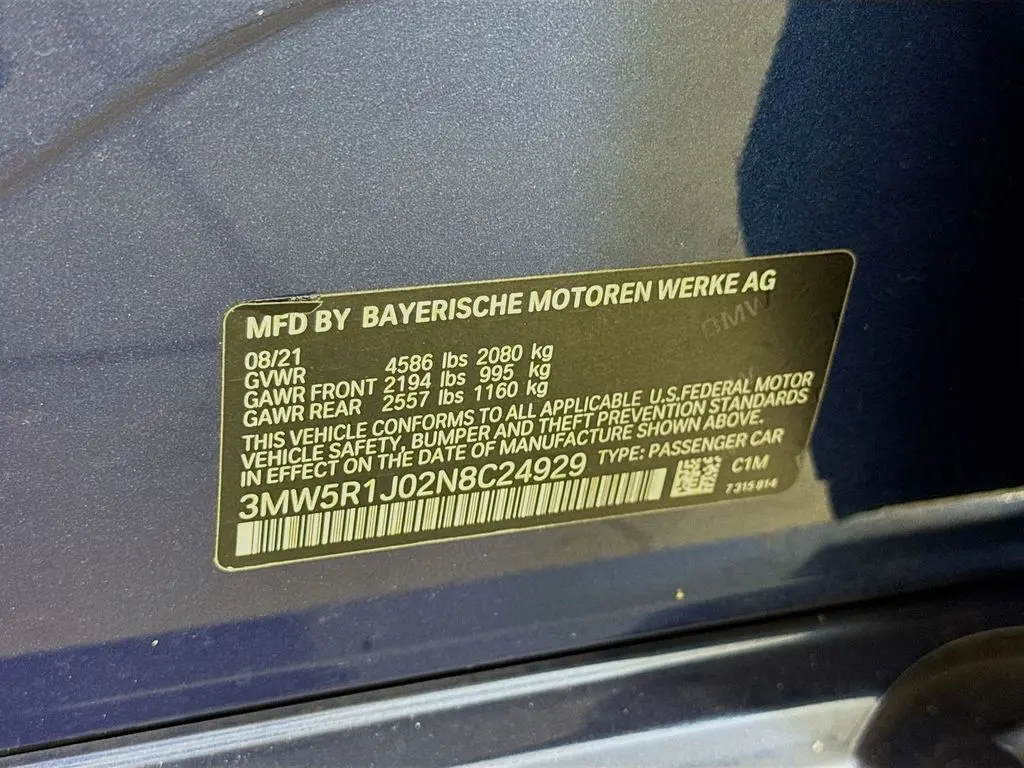 MFD BY BAYERISCHE MOTOREN WERKE AG
08/21
GVWR 4586 lbs 2080 kg
GAWR FRONT 2194 lbs 995 kg
GAWR REAR 2557 lbs 1160 kg
THIS VEHICLE CONFORMS TO ALL APPLICABLE U.S.FEDERAL MOTOR
VEHICLE SAFETY, BUMPER AND THEFT PREVENTION STANDARDS
IN EFFECT ON THE DATE OF MANUFACTURE SHOWN ABOVE.
3MW5R1J02N8C24929 TYPE: PASSENGER CAR
C1M
7 315 814
BMW